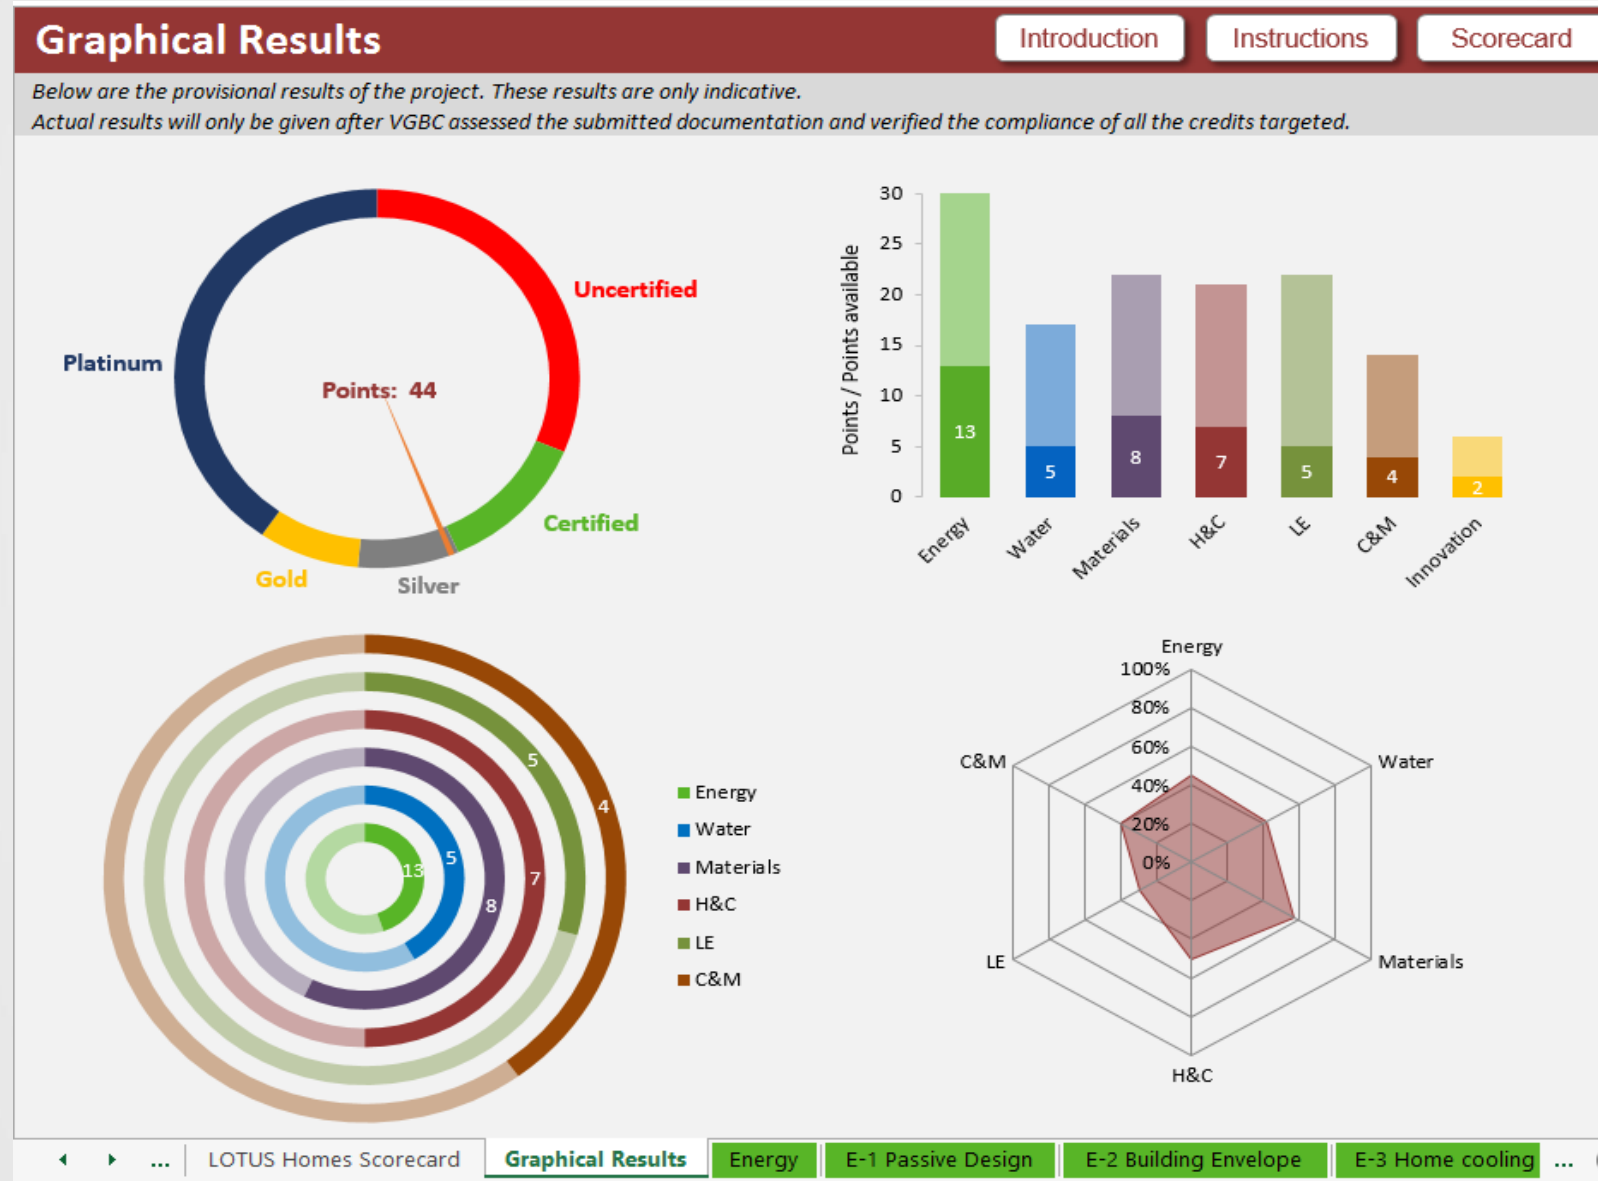 Graphical Results
Introduction
Instructions
Scorecard
Below are the provisional results of the project. These results are only indicative.
Actual results will only be given after VGBC assessed the submitted documentation and verified the compliance of all the credits targeted.
Uncertified
Platinum
Points: 44
Certified
Gold
Silver
Points / Points available
30
25
20
15
10
5
0
13
5
8
7
5
4
2
Energy
Water
Materials
H&C
LE
C&M
Innovation
5
4
13
5
7
8
Energy
Water
Materials
H&C
LE
C&M
Energy
100%
80%
60%
40%
20%
0%
C&M
Water
LE
Materials
H&C
...
LOTUS Homes Scorecard
Graphical Results
Energy
E-1 Passive Design
E-2 Building Envelope
E-3 Home cooling
...